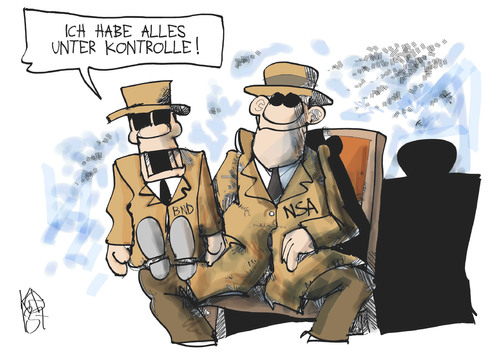 ICH HABE ALLES
UNTER KONTROLLE!
BND
NSA